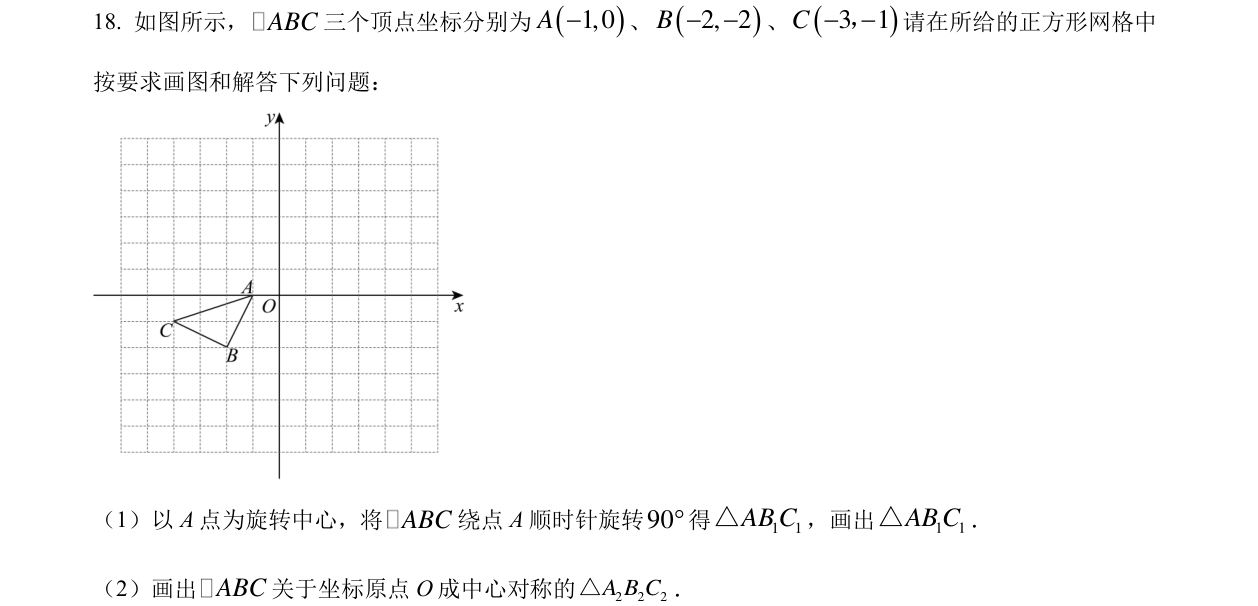 18. 如图所示，□ABC 三个顶点坐标分别为 A(−1,0)、B(−2,−2)、C(−3,−1)请在所给的正方形网格中
按要求画图和解答下列问题：
y
A
O
x
C
B
（1）以 A 点为旋转中心，将□ABC 绕点 A 顺时针旋转90°得△AB₁C₁，画出△AB₁C₁．
（2）画出□ABC 关于坐标原点 O 成中心对称的△A₂B₂C₂．